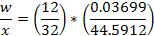 w/x = (12/32) * (0.03699/44.5912)